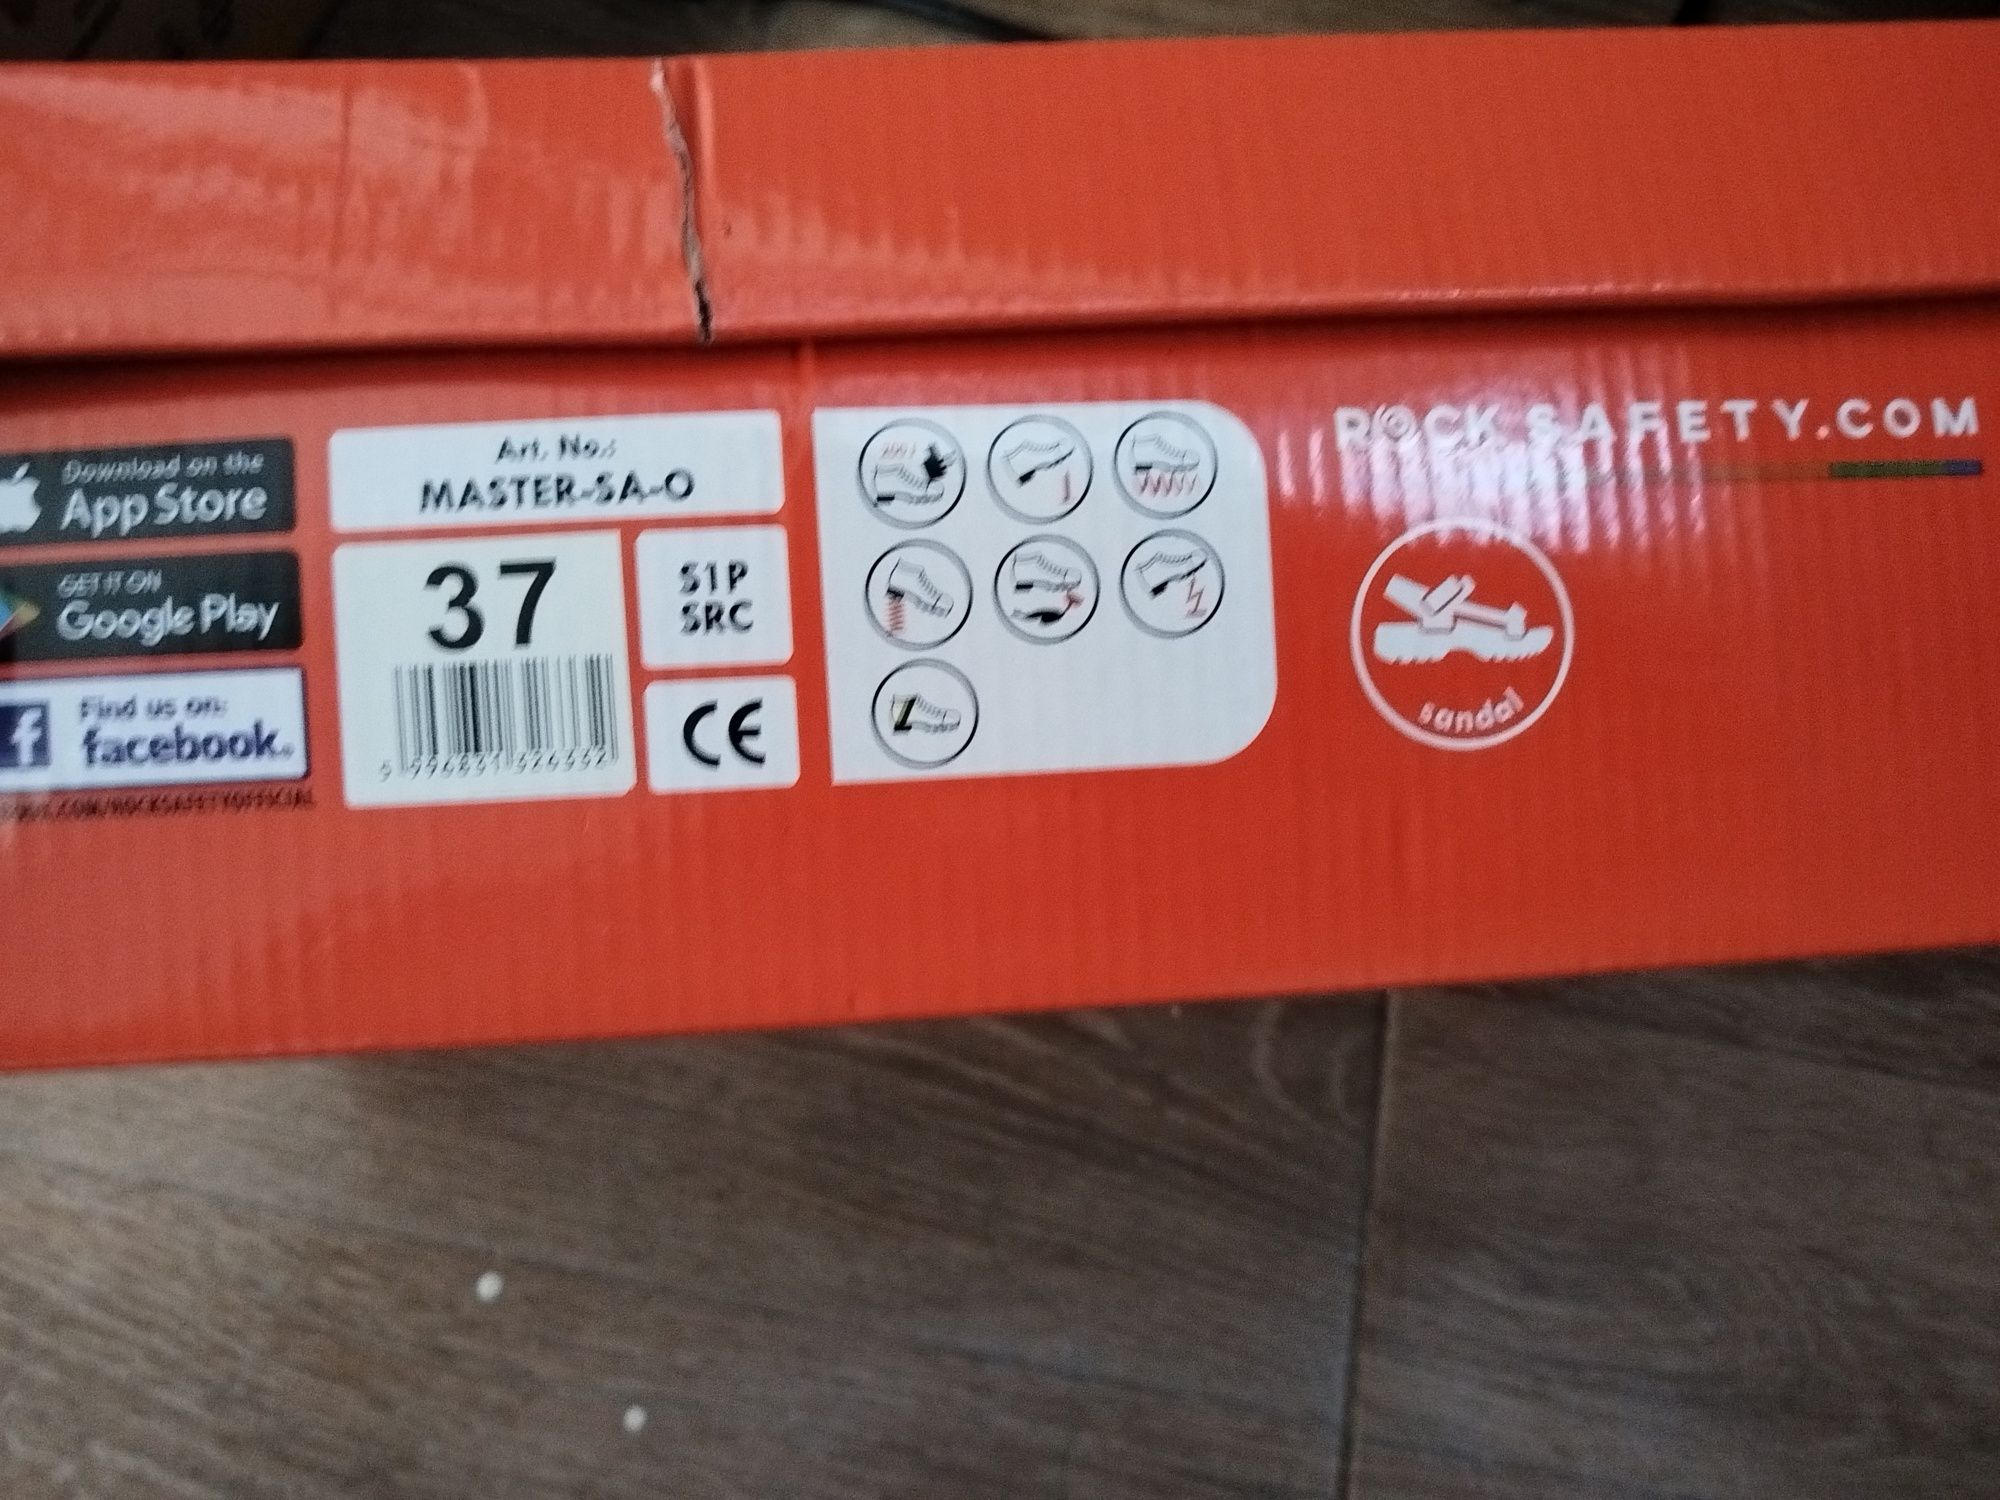 Download on the
App Store
GET IT ON
Google Play
Find us on:
facebook.
Art. No.:
MASTER-SA-O
37
S1P
SRC
CE
200J
ROCK SAFETY.COM
sandal